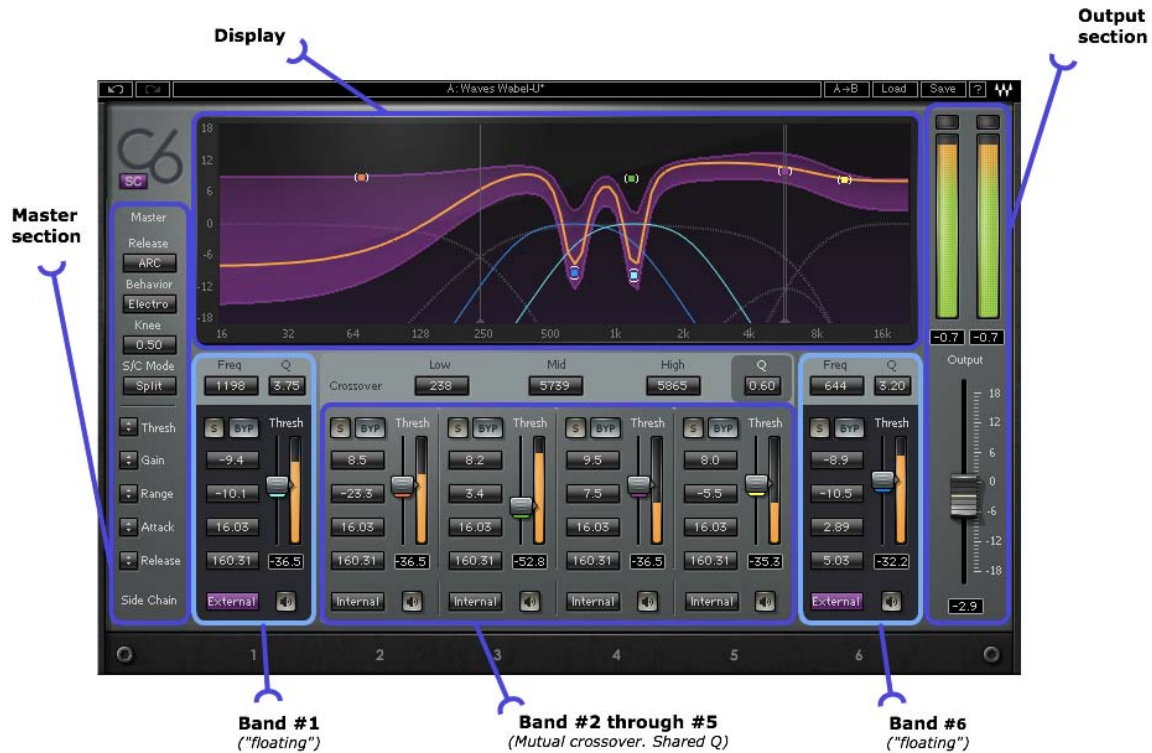 Output
section
Display
A: Waves Wabel-U*
A→B Load Save ?
C6
SC
18
12
6
0
-6
-12
-18
16 32 64 128 250 500 1k 2k 4k 8k 16k
Master
section
Master
Release
ARC
Behavior
Electro
Knee
0.50
S/C Mode
Split
Thresh
Gain
Range
Attack
Release
Side Chain
Freq Q
1198 3.75
S BYP Thresh
-9.4
-10.1
16.03
160.31 -36.5
External
Crossover
Low Mid High Q
238 5739 5865 0.60
S BYP Thresh
8.5
-23.3
16.03
160.31 -36.5
Internal
S BYP Thresh
8.2
3.4
16.03
160.31 -52.8
Internal
S BYP Thresh
9.5
7.5
16.03
160.31 -36.5
Internal
S BYP Thresh
8.0
-5.5
16.03
160.31 -35.3
Internal
Freq Q
644 3.20
S BYP Thresh
-8.9
-10.5
2.89
5.03 -32.2
External
-0.7 -0.7
Output
18
12
6
0
-6
-12
-18
-2.9
1 2 3 4 5 6
Band #1
("floating")
Band #2 through #5
(Mutual crossover. Shared Q)
Band #6
("floating")